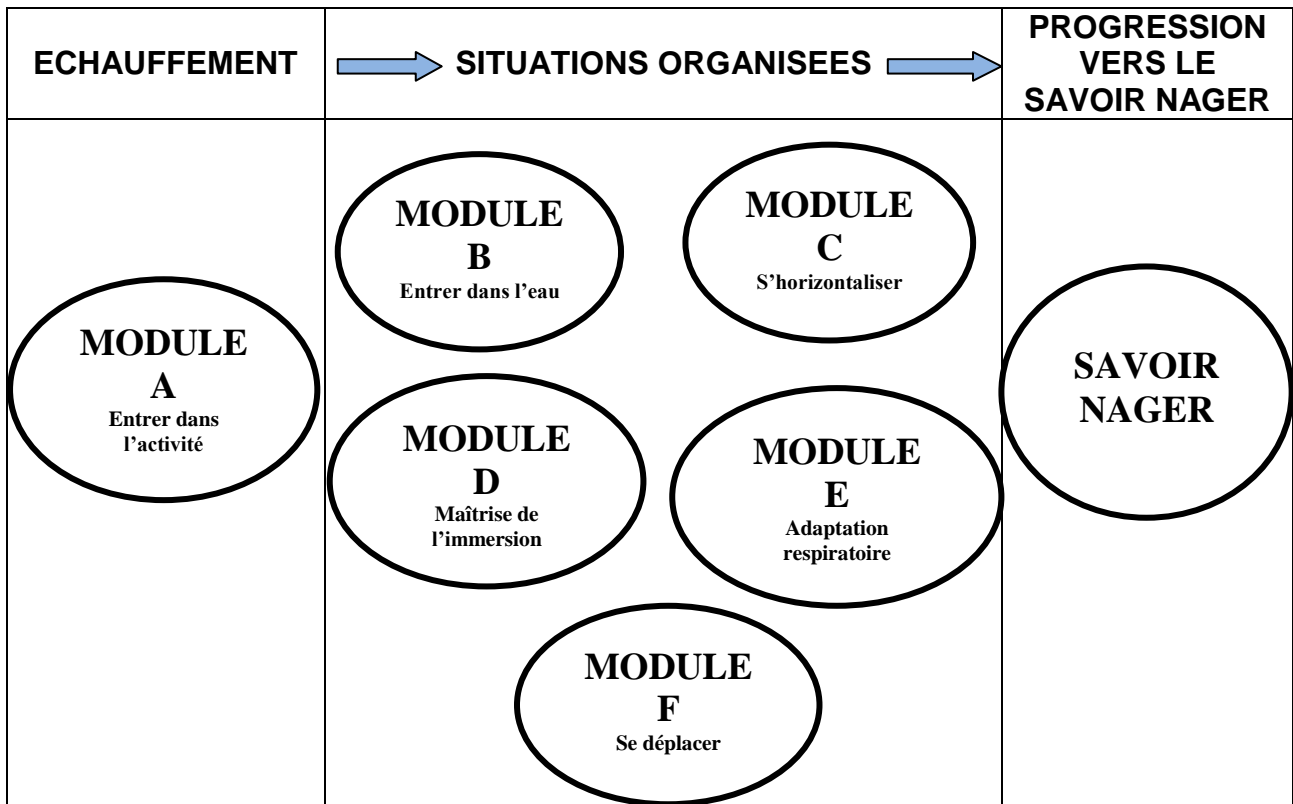 ECHAUFFEMENT
SITUATIONS ORGANISEES
PROGRESSION
VERS LE
SAVOIR NAGER
MODULE
A
Entrer dans
l'activité
MODULE
B
Entrer dans l'eau
MODULE
C
S'horizontaliser
MODULE
D
Maîtrise de
l'immersion
MODULE
E
Adaptation
respiratoire
MODULE
F
Se déplacer
SAVOIR
NAGER